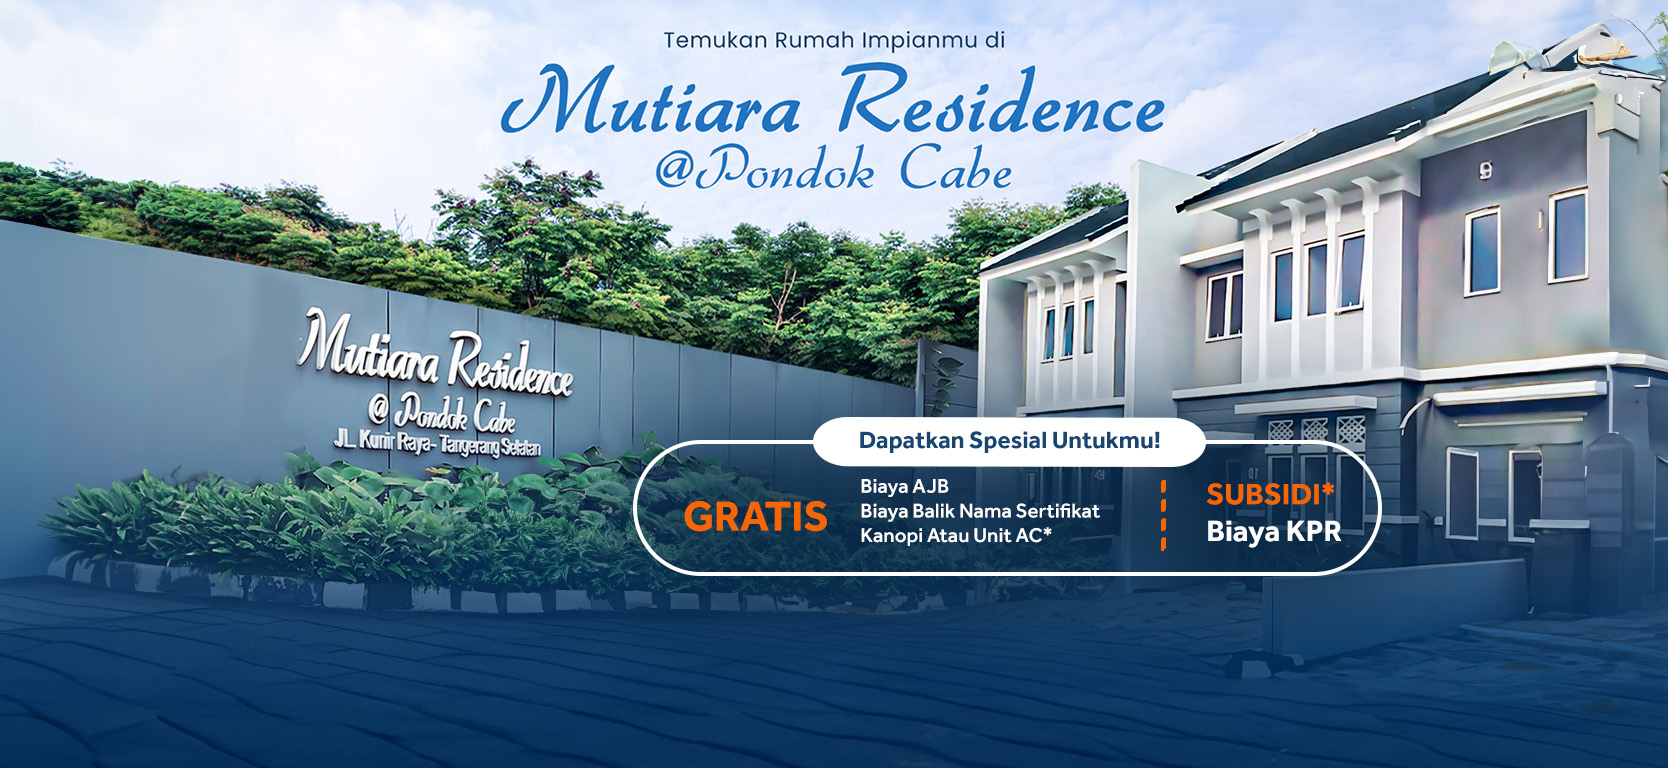 Temukan Rumah Impianmu di
Mutiara Residence
@Pondok Cabe
Mutiara Residence
@ Pondok Cabe
JL. Kunir Raya - Tangerang Selatan
Dapatkan Spesial Untukmu!
GRATIS
Biaya AJB
Biaya Balik Nama Sertifikat
Kanopi Atau Unit AC*
SUBSIDI*
Biaya KPR